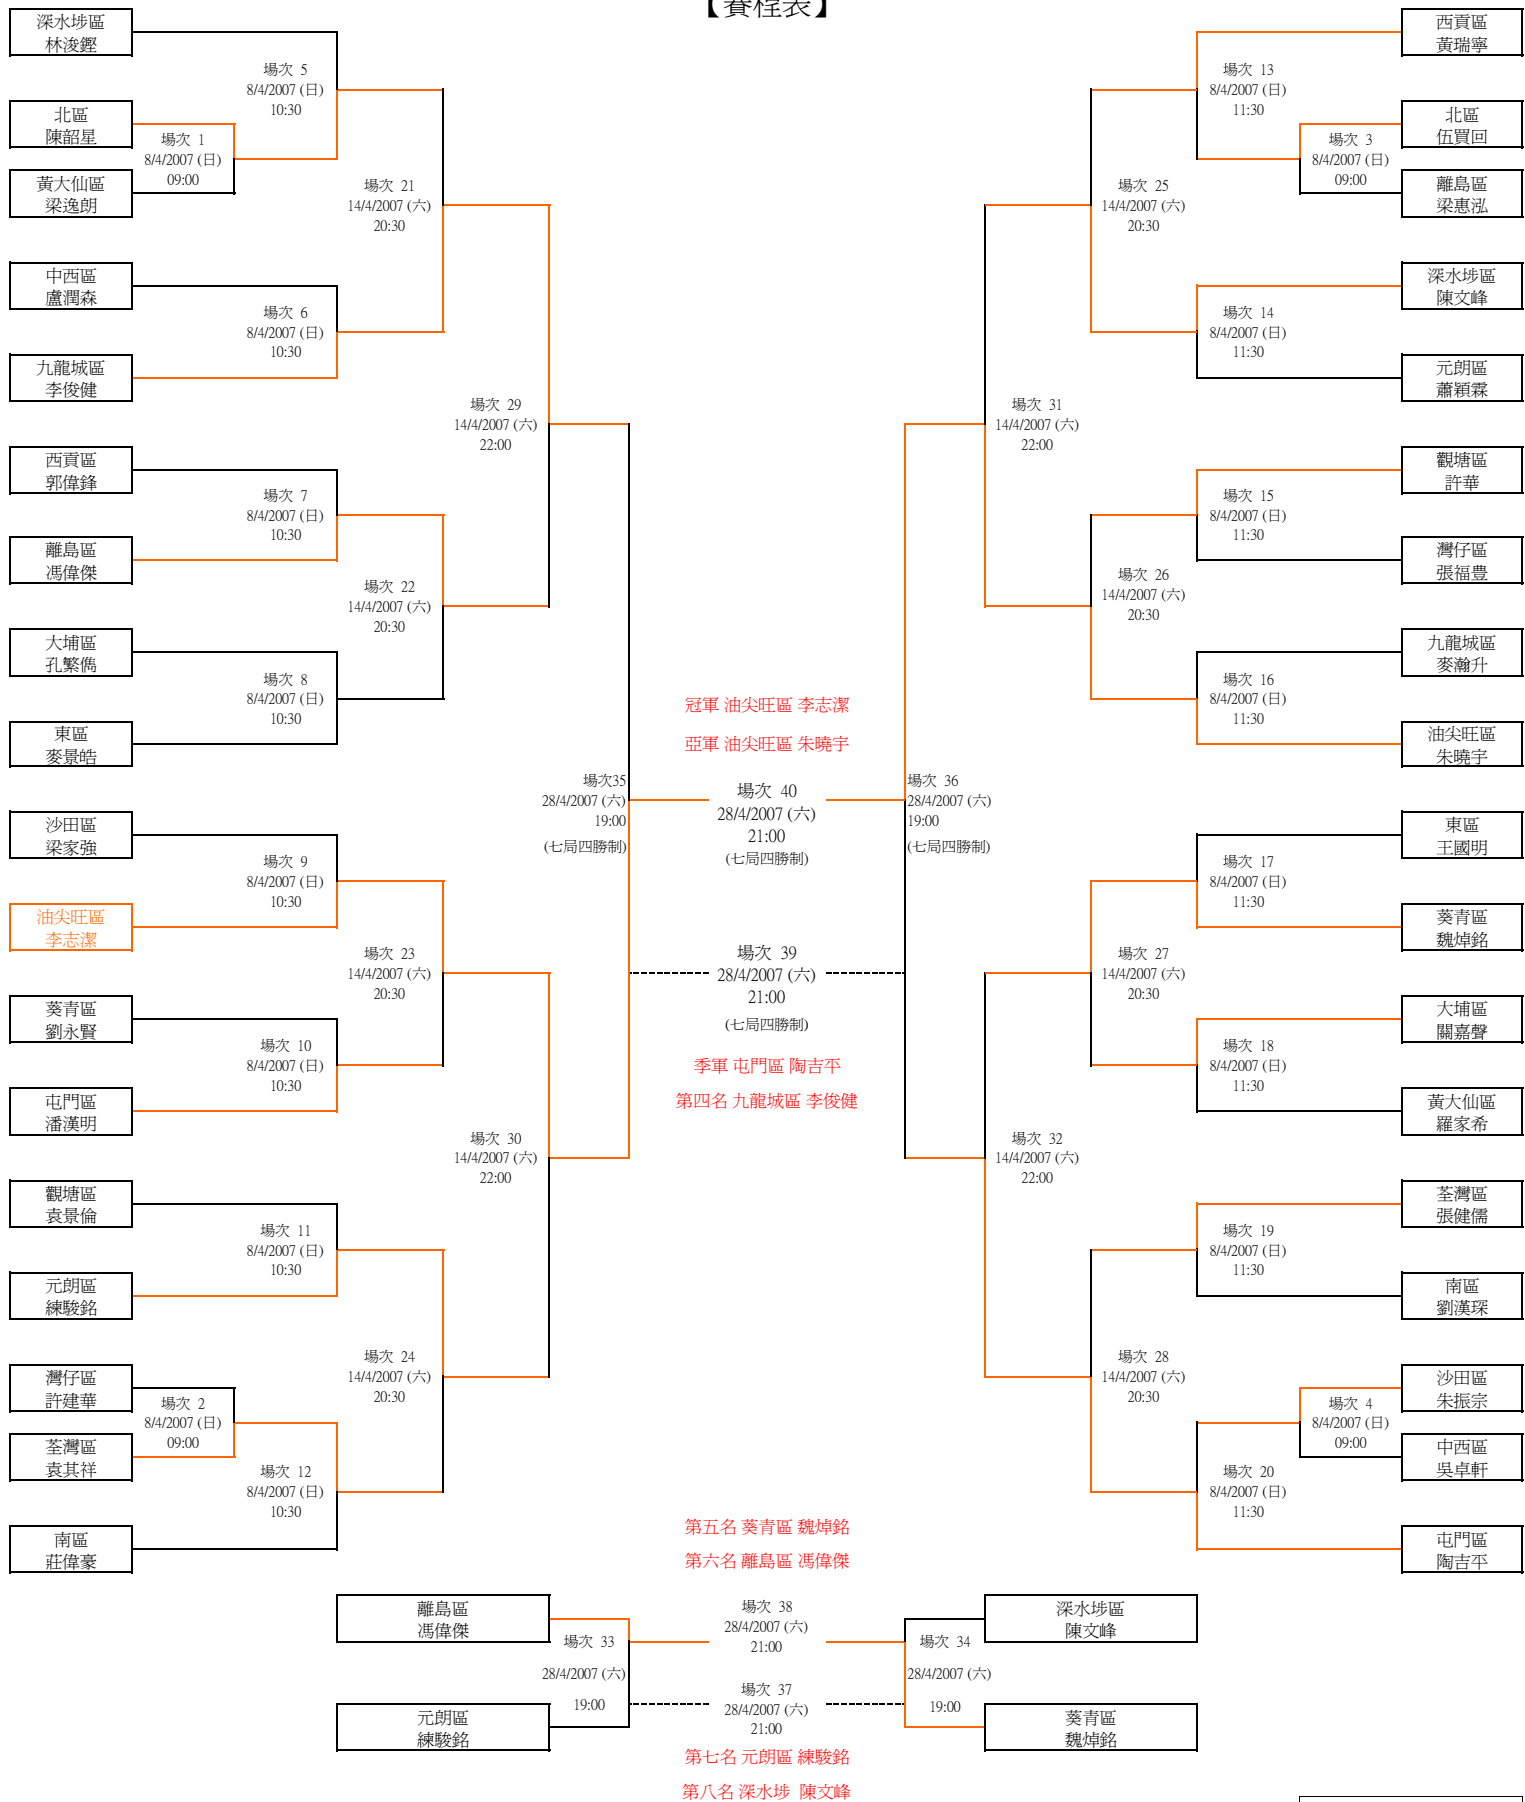 【賽程表】
深水埗區
林浚鏗
場次 5
8/4/2007 (日)
10:30
北區
陳韶星
場次 1
8/4/2007 (日)
09:00
黃大仙區
梁逸朗
場次 21
14/4/2007 (六)
20:30
中西區
盧潤森
場次 6
8/4/2007 (日)
10:30
九龍城區
李俊健
場次 29
14/4/2007 (六)
22:00
西貢區
郭偉鋒
場次 7
8/4/2007 (日)
10:30
離島區
馮偉傑
場次 22
14/4/2007 (六)
20:30
大埔區
孔繁儁
場次 8
8/4/2007 (日)
10:30
東區
麥景皓
場次35
28/4/2007 (六)
19:00
(七局四勝制)
沙田區
梁家強
場次 9
8/4/2007 (日)
10:30
油尖旺區
李志潔
場次 23
14/4/2007 (六)
20:30
葵青區
劉永賢
場次 10
8/4/2007 (日)
10:30
屯門區
潘漢明
場次 30
14/4/2007 (六)
22:00
觀塘區
袁景倫
場次 11
8/4/2007 (日)
10:30
元朗區
練駿銘
場次 24
14/4/2007 (六)
20:30
灣仔區
許建華
場次 2
8/4/2007 (日)
09:00
荃灣區
袁其祥
場次 12
8/4/2007 (日)
10:30
南區
莊偉豪
冠軍 油尖旺區 李志潔
亞軍 油尖旺區 朱曉宇
場次 40
28/4/2007 (六)
21:00
(七局四勝制)
場次 39
28/4/2007 (六)
21:00
(七局四勝制)
季軍 屯門區 陶吉平
第四名 九龍城區 李俊健
西貢區
黃瑞寧
場次 13
8/4/2007 (日)
11:30
北區
伍買回
場次 3
8/4/2007 (日)
09:00
離島區
梁惠泓
場次 25
14/4/2007 (六)
20:30
深水埗區
陳文峰
場次 14
8/4/2007 (日)
11:30
元朗區
蕭穎霖
場次 31
14/4/2007 (六)
22:00
觀塘區
許華
場次 15
8/4/2007 (日)
11:30
灣仔區
張福豊
場次 26
14/4/2007 (六)
20:30
九龍城區
麥瀚升
場次 16
8/4/2007 (日)
11:30
油尖旺區
朱曉宇
場次 36
28/4/2007 (六)
19:00
(七局四勝制)
東區
王國明
場次 17
8/4/2007 (日)
11:30
葵青區
魏焯銘
場次 27
14/4/2007 (六)
20:30
大埔區
關嘉聲
場次 18
8/4/2007 (日)
11:30
黃大仙區
羅家希
場次 32
14/4/2007 (六)
22:00
荃灣區
張健儒
場次 19
8/4/2007 (日)
11:30
南區
劉漢琛
場次 28
14/4/2007 (六)
20:30
沙田區
朱振宗
場次 4
8/4/2007 (日)
09:00
中西區
吳卓軒
場次 20
8/4/2007 (日)
11:30
屯門區
陶吉平
第五名 葵青區 魏焯銘
第六名 離島區 馮偉傑
離島區
馮偉傑
場次 33
28/4/2007 (六)
19:00
元朗區
練駿銘
場次 38
28/4/2007 (六)
21:00
場次 37
28/4/2007 (六)
21:00
深水埗區
陳文峰
場次 34
28/4/2007 (六)
19:00
葵青區
魏焯銘
第七名 元朗區 練駿銘
第八名 深水埗 陳文峰